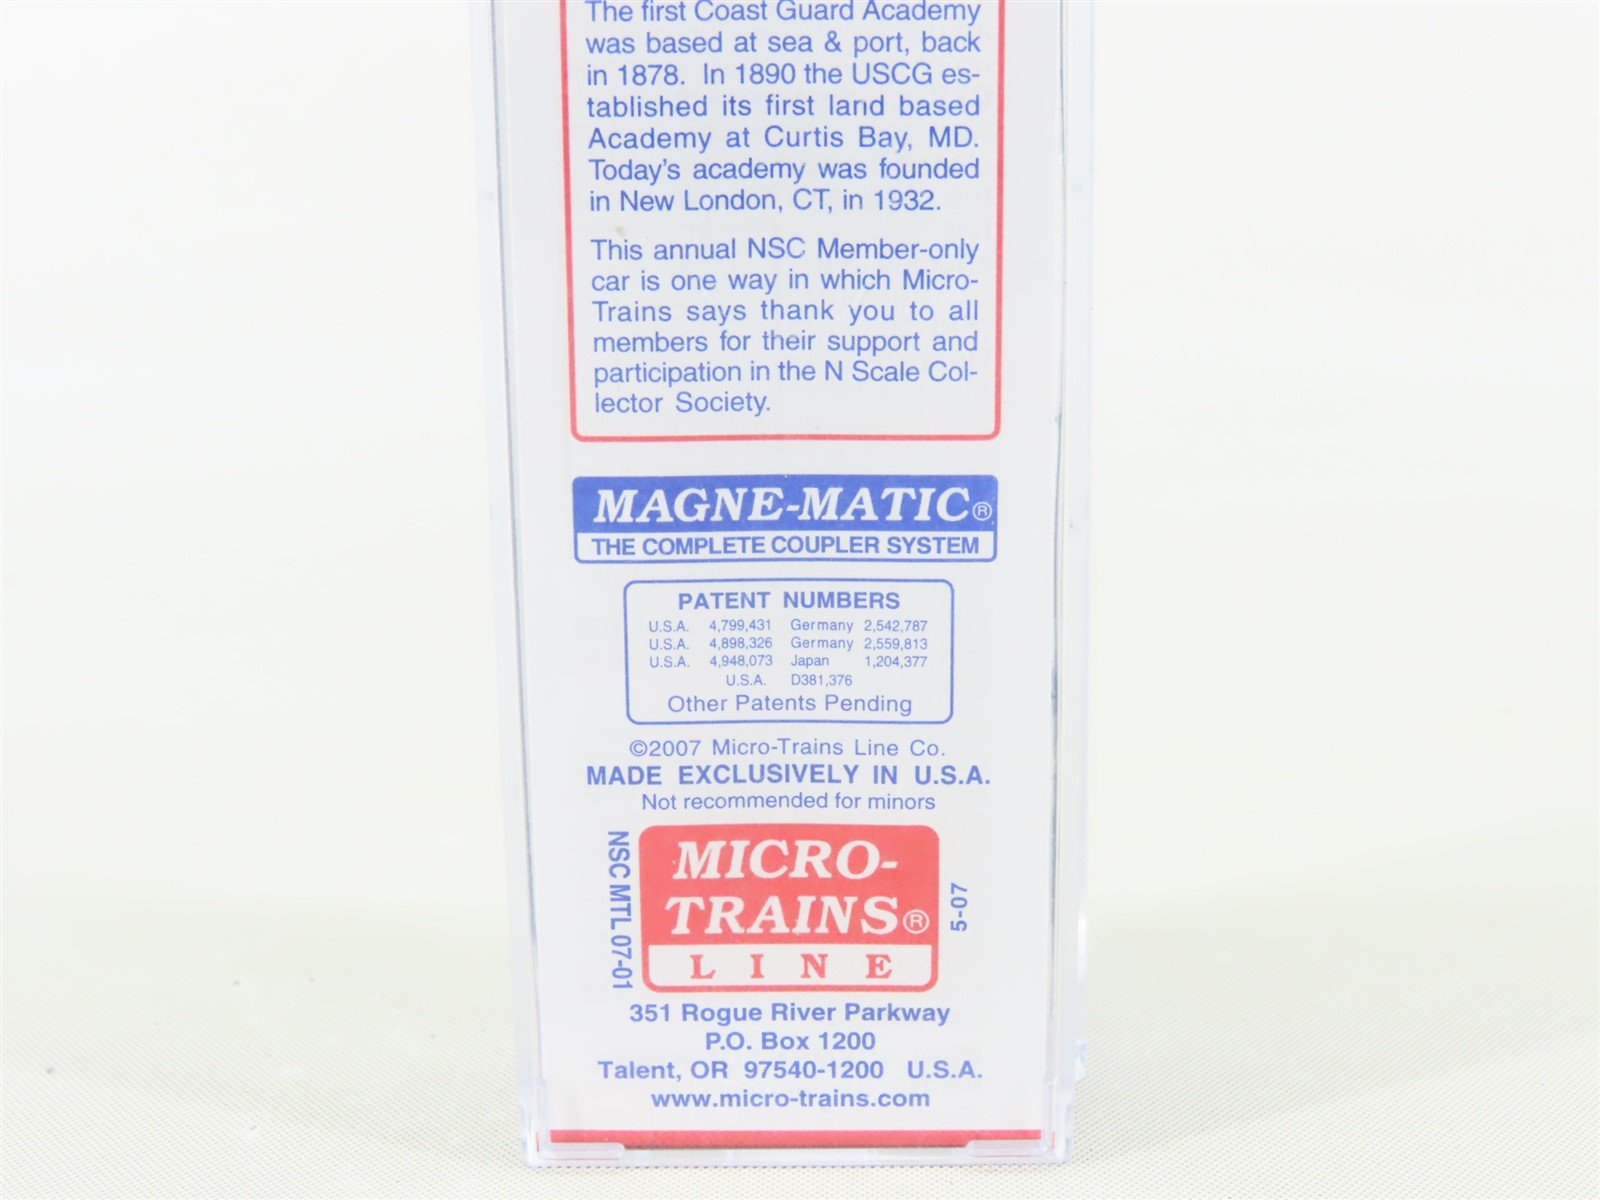 The first Coast Guard Academy
was based at sea & port, back
in 1878. In 1890 the USCG es-
tablished its first land based
Academy at Curtis Bay, MD.
Today's academy was founded
in New London, CT, in 1932.
This annual NSC Member-only
car is one way in which Micro-
Trains says thank you to all
members for their support and
participation in the N Scale Col-
lector Society.
MAGNE-MATIC®
THE COMPLETE COUPLER SYSTEM
PATENT NUMBERS
U.S.A. 4,799,431 Germany 2,542,787
U.S.A. 4,898,326 Germany 2,559,813
U.S.A. 4,948,073 Japan 1,204,377
U.S.A. D381,376
Other Patents Pending
©2007 Micro-Trains Line Co.
MADE EXCLUSIVELY IN U.S.A.
Not recommended for minors
NSC MTL 07-01
MICRO-
TRAINS®
LINE
5-07
351 Rogue River Parkway
P.O. Box 1200
Talent, OR 97540-1200 U.S.A.
www.micro-trains.com